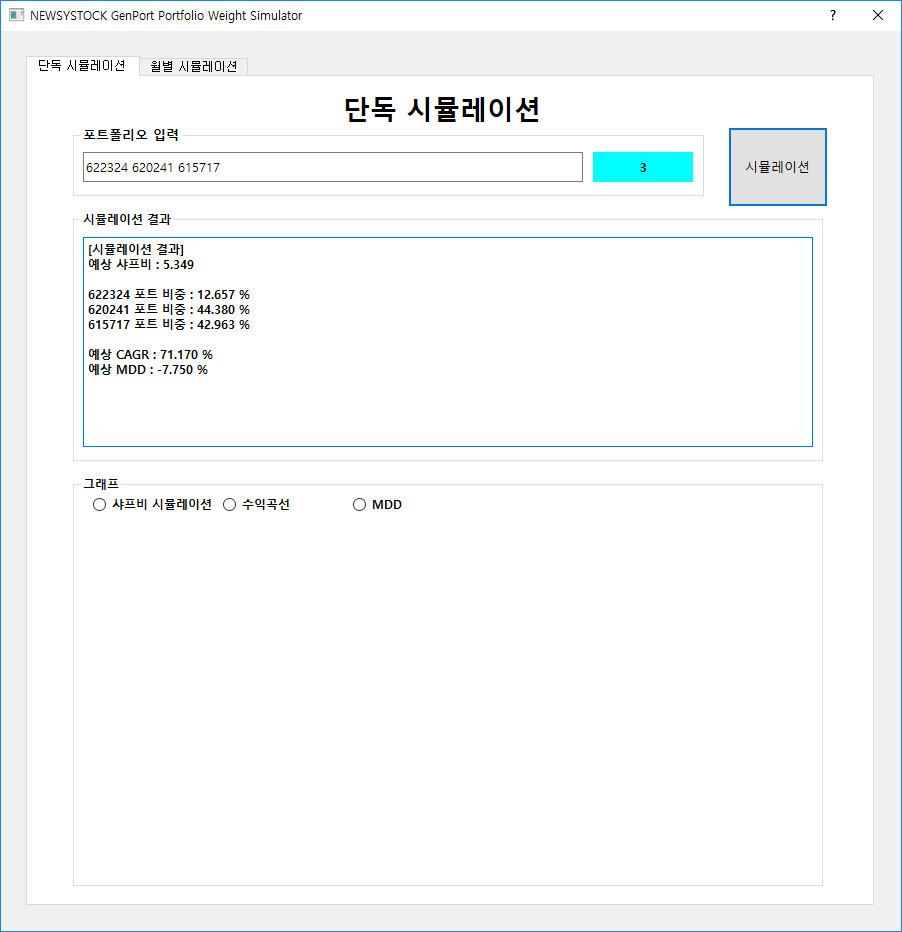 NEWSYSTOCK GenPort Portfolio Weight Simulator
?
단독 시뮬레이션 월별 시뮬레이션
단독 시뮬레이션
포트폴리오 입력
622324 620241 615717 3 시뮬레이션
시뮬레이션 결과
[시뮬레이션 결과]
예상 샤프비 : 5.349
622324 포트 비중 : 12.657 %
620241 포트 비중 : 44.380 %
615717 포트 비중 : 42.963 %
예상 CAGR : 71.170 %
예상 MDD : -7.750 %
그래프
샤프비 시뮬레이션 수익곡선 MDD